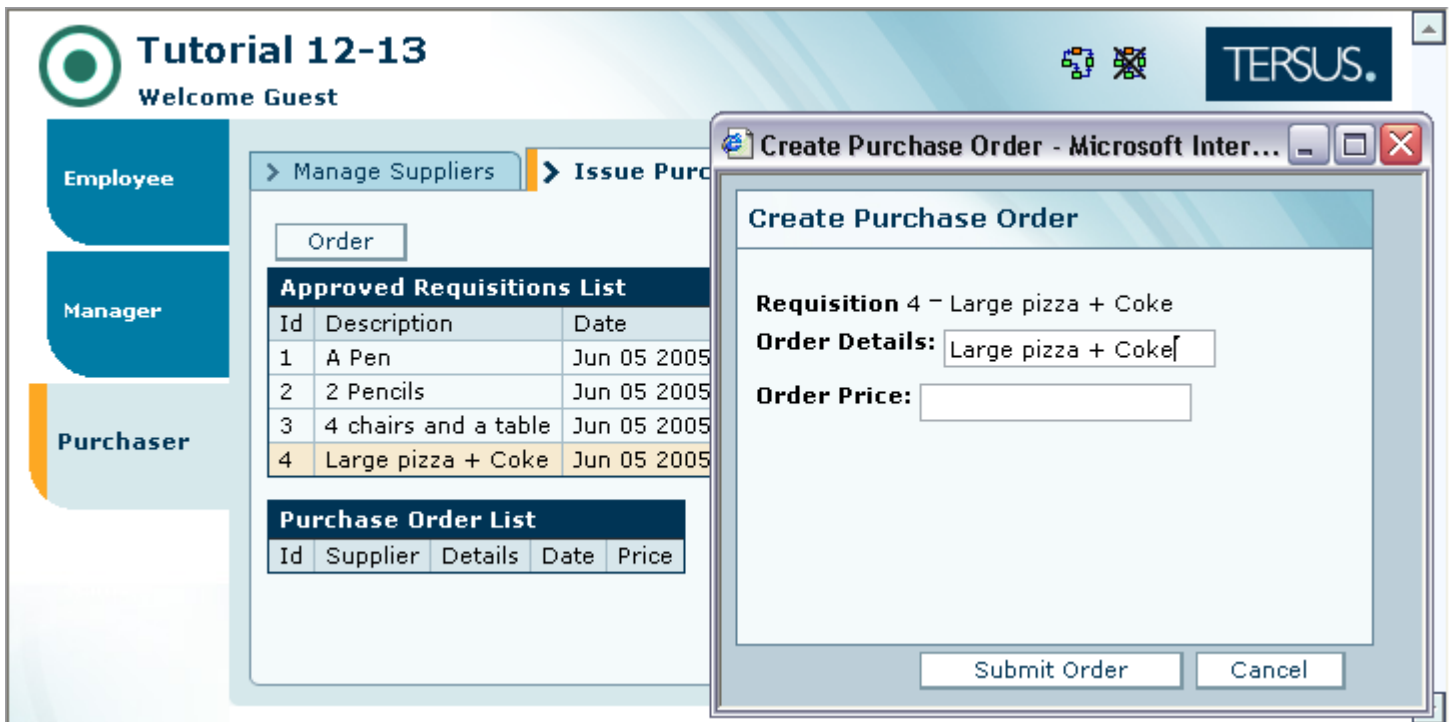 Tutorial 12-13
Welcome Guest
TERSUS.
Employee
Manager
Purchaser
> Manage Suppliers
> Issue Purc
Order
Approved Requisitions List
Id Description Date
1 A Pen Jun 05 2005
2 2 Pencils Jun 05 2005
3 4 chairs and a table Jun 05 2005
4 Large pizza + Coke Jun 05 2005
Purchase Order List
Id Supplier Details Date Price
Create Purchase Order - Microsoft Inter...
Create Purchase Order
Requisition 4 - Large pizza + Coke
Order Details: Large pizza + Coke
Order Price:
Submit Order Cancel